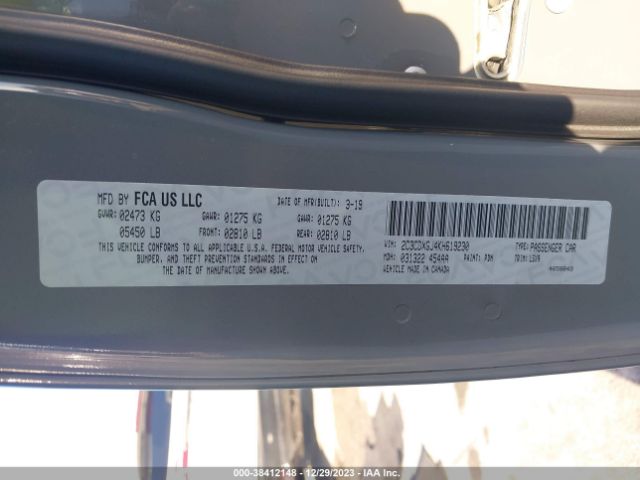 MFD BY FCA US LLC
DATE OF MFR(BUILT): 3-19
GVWR: 02473 KG GAWR: 01275 KG GAWR: 01275 KG
05450 LB FRONT: 02810 LB REAR: 02810 LB
THIS VEHICLE CONFORMS TO ALL APPLICABLE U.S.A. FEDERAL MOTOR VEHICLE SAFETY,
BUMPER, AND THEFT PREVENTION STANDARDS IN EFFECT ON
THE DATE OF MANUFACTURE SHOWN ABOVE.
VIN: 2C3CDXGJ4KH619230 TYPE: PASSENGER CAR
MDH: 031322 454AA PAINT: PDN TRIM:
VEHICLE MADE IN CANADA
000-38412148 - 12/29/2023 - IAA Inc.